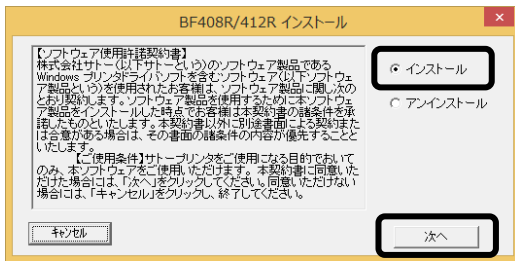 BF408R/412R インストール
【ソフトウェア使用許諾契約書】
株式会社サトー(以下サトーという)のソフトウェア製品である
Windows プリンタドライバソフトを含むソフトウェア(以下ソフトウェ
ア製品という)を使用されたお客様は、ソフトウェア製品に関し次の
とおり契約します。ソフトウェア製品を使用するために本ソフトウェ
ア製品をインストールした時点でお客様は本契約書の諸条件を承
諾したものといたします。本契約書以外に別途書面による契約また
は合意がある場合は、その書面の諸条件の内容が優先することと
いたします。
【ご使用条件】サトープリンタをご使用になる目的でおいて
のみ、本ソフトウェアをご使用いただけます。 本契約書に同意いた
だけた場合には、「次へ」をクリックしてください。同意いただけない
場合には、「キャンセル」をクリックし、終了してください。
インストール
アンインストール
キャンセル
次へ